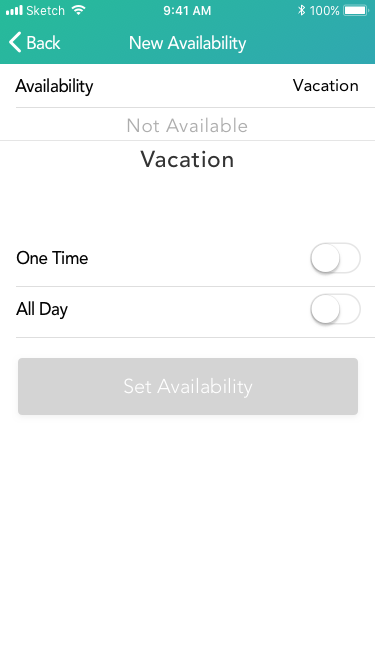 Sketch 9:41 AM 100%
Back New Availability
Availability Vacation
Not Available
Vacation
One Time
All Day
Set Availability